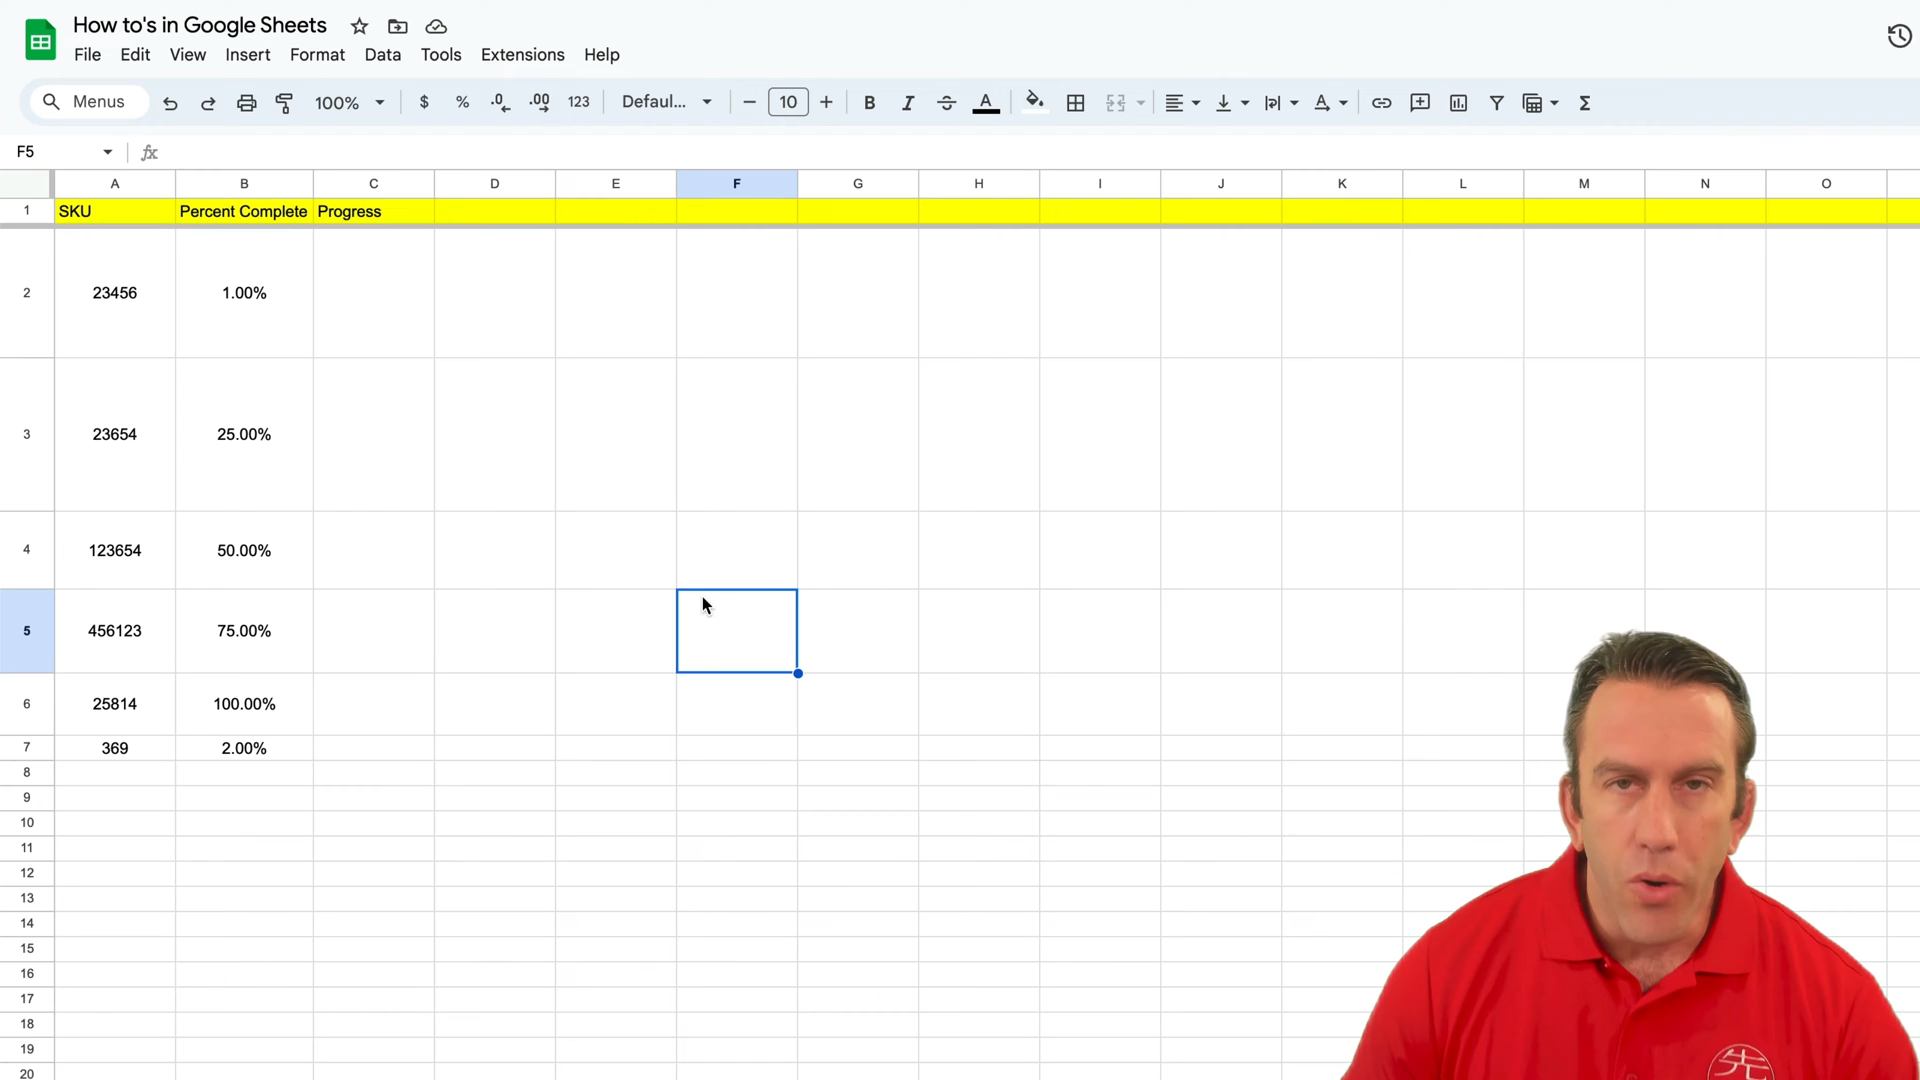 How to's in Google Sheets
File Edit View Insert Format Data Tools Extensions Help
Menus 100% $ % .0 .00 123 Defaul... 10 B I A A Σ
F5 fx
A B C D E F G H I J K L M N O
1 SKU Percent Complete Progress
2 23456 1.00%
3 23654 25.00%
4 123654 50.00%
5 456123 75.00%
6 25814 100.00%
7 369 2.00%
8
9
10
11
12
13
14
15
16
17
18
19
20
先